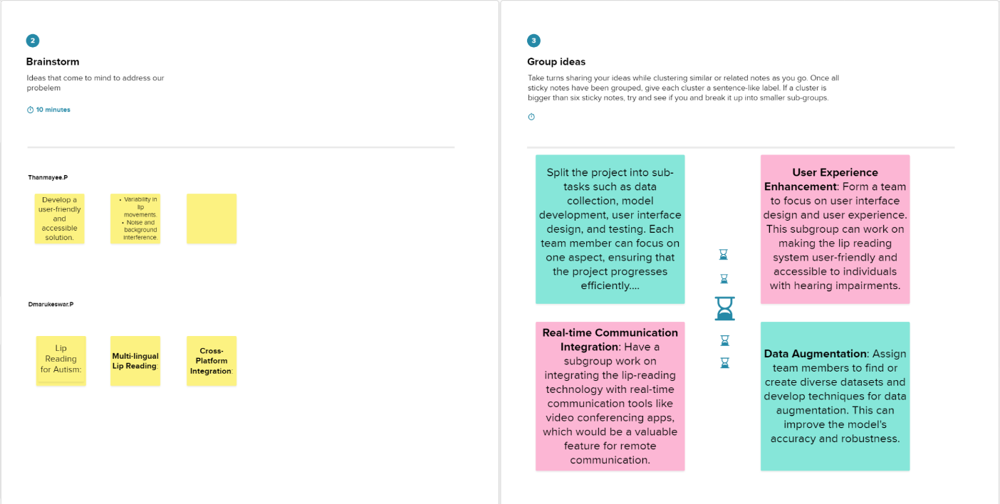 2
Brainstorm
Ideas that come to mind to address our
probelem
10 minutes
Thanmayee.P
Develop a
user-friendly
and
accessible
solution.
• Variability in
lip
movements.
• Noise and
background
interference.
Dmarukeswar.P
Lip
Reading
for Autism:
Multi-lingual
Lip Reading:
Cross-
Platform
Integration:
3
Group ideas
Take turns sharing your ideas while clustering similar or related notes as you go. Once all
sticky notes have been grouped, give each cluster a sentence-like label. If a cluster is
bigger than six sticky notes, try and see if you and break it up into smaller sub-groups.
Split the project into sub-
tasks such as data
collection, model
development, user interface
design, and testing. Each
team member can focus on
one aspect, ensuring that
the project progresses
efficiently....
User Experience
Enhancement: Form a team
to focus on user interface
design and user experience.
This subgroup can work on
making the lip reading
system user-friendly and
accessible to individuals
with hearing impairments.
Real-time Communication
Integration: Have a
subgroup work on
integrating the lip-reading
technology with real-time
communication tools like
video conferencing apps,
which would be a valuable
feature for remote
communication.
Data Augmentation: Assign
team members to find or
create diverse datasets and
develop techniques for data
augmentation. This can
improve the model's
accuracy and robustness.